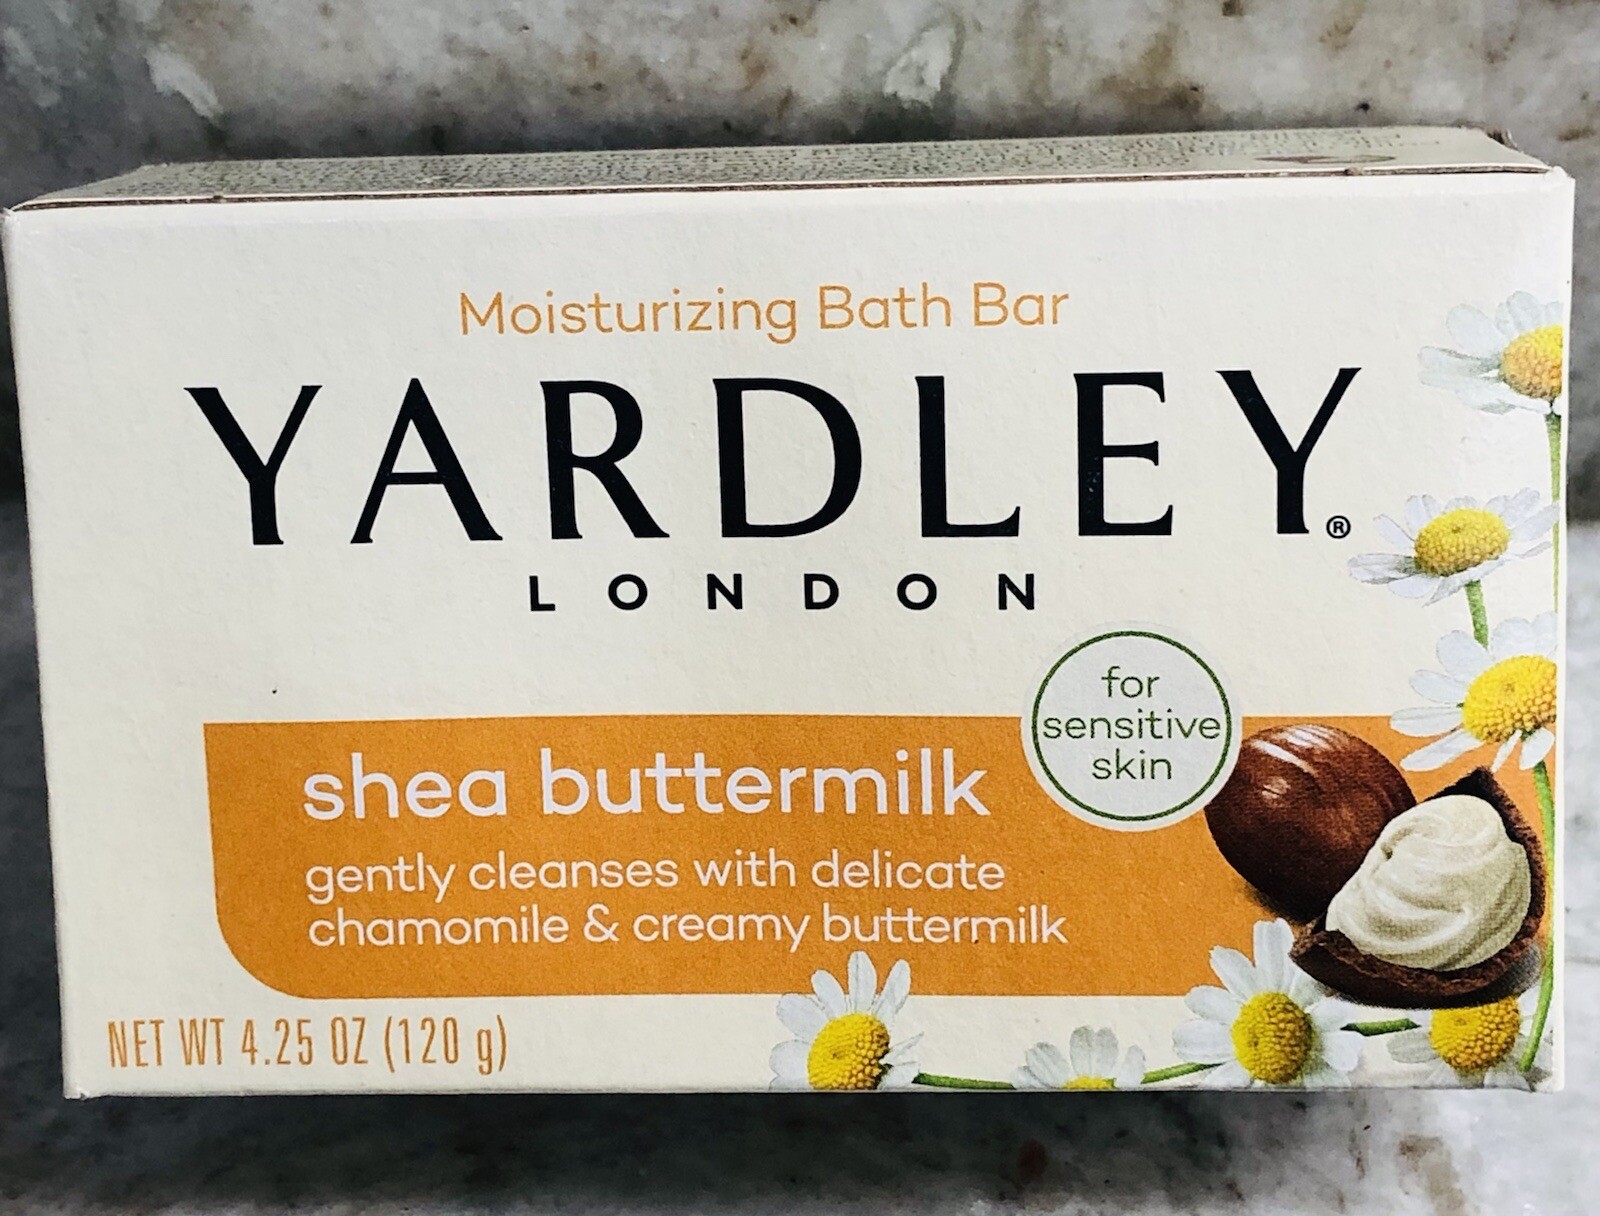 Moisturizing Bath Bar
YARDLEY®
LONDON
for
sensitive
skin
shea buttermilk
gently cleanses with delicate
chamomile & creamy buttermilk
NET WT 4.25 OZ (120 g)